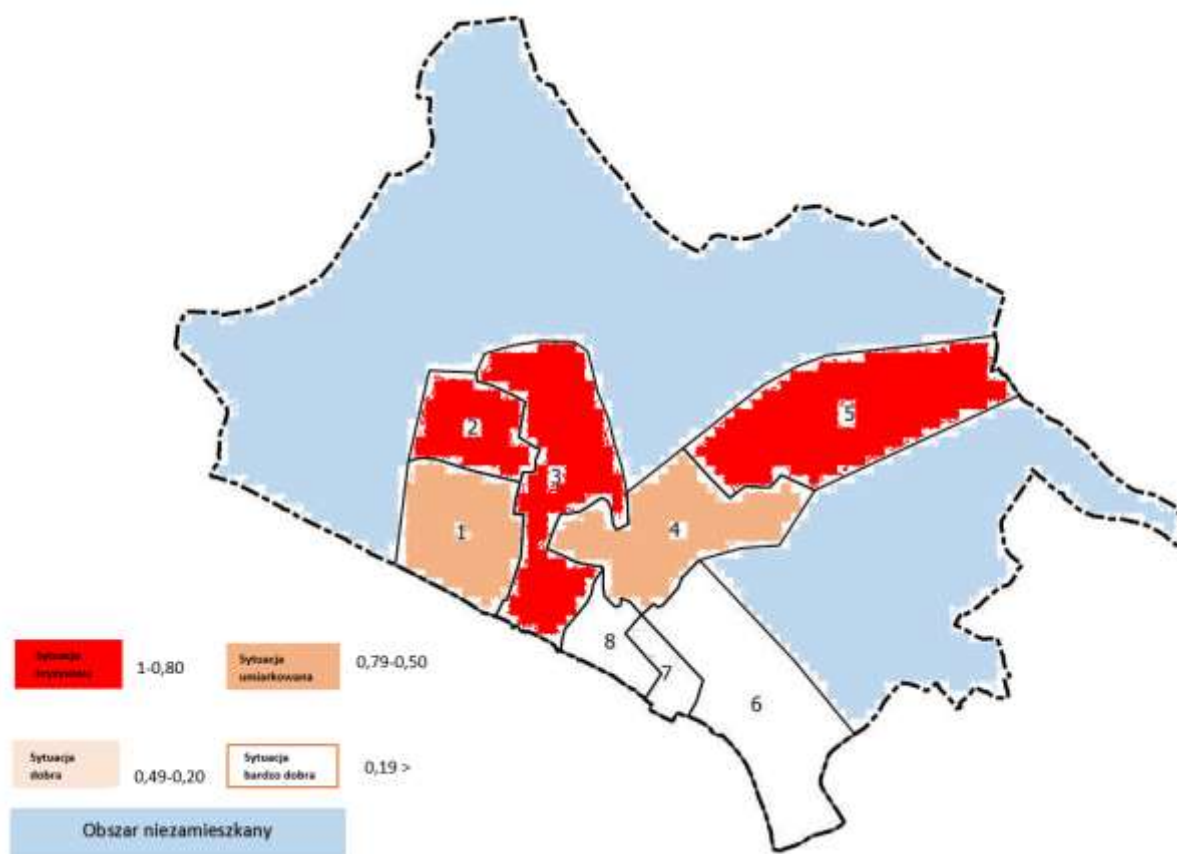 2
5
3
1
4
8
7
6
Sytuacja
1-0,80
Sytuacja
umiarkowana
0,79-0,50
Sytuacja
dobra
0,49-0,20
Sytuacja
bardzo dobra
0,19 >
Obszar niezamieszkany